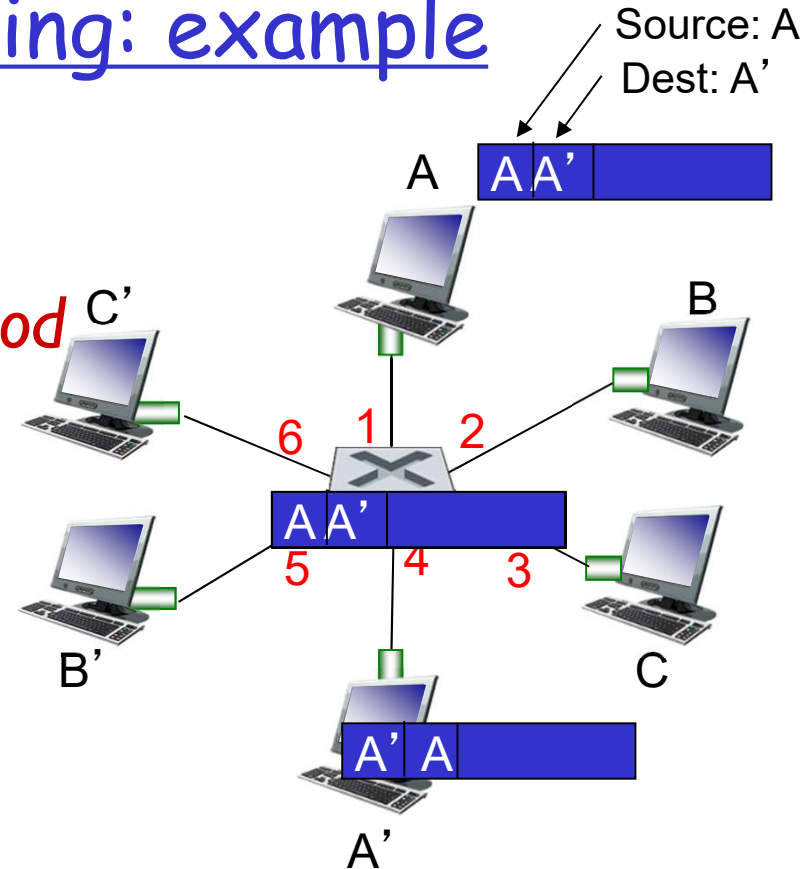 ing: example
Source: A
Dest: A’
A
A A’
od
C’
B
6
1
2
A A’
5
4
3
B’
C
A’ A
A’